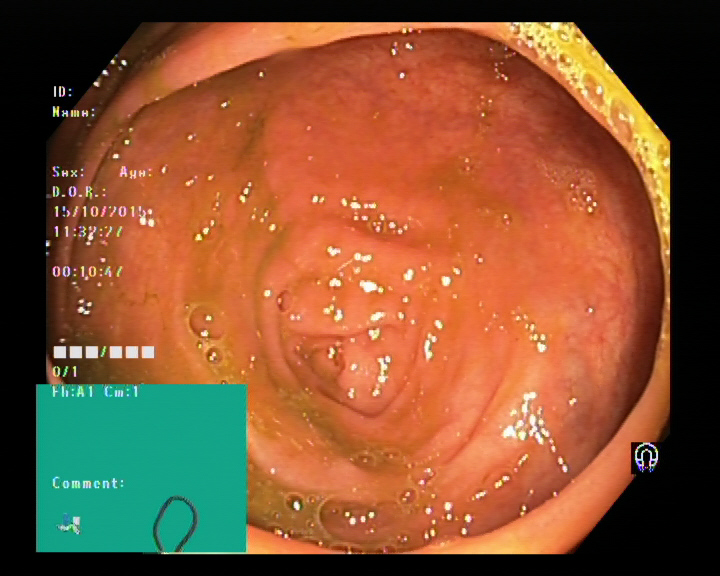 ID:
Name:
Sex: Age:
D.O.B.:
15/10/2015
11:32:27
00:10:47
■■■/■■■
0/1
Eh:A1 Cm:1
Comment: